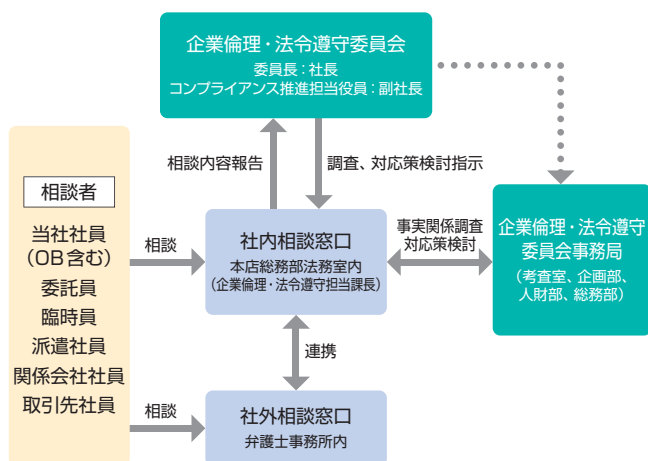 企業倫理・法令遵守委員会
委員長：社長
コンプライアンス推進担当役員：副社長
相談内容報告
調査、対応策検討指示
相談者
当社社員
（OB含む）
委託員
臨時員
派遣社員
関係会社社員
取引先社員
相談
社内相談窓口
本店総務部法務室内
（企業倫理・法令遵守担当課長）
事実関係調査
対応策検討
企業倫理・法令遵守
委員会事務局
（考査室、企画部、
人財部、総務部）
連携
相談
社外相談窓口
弁護士事務所内